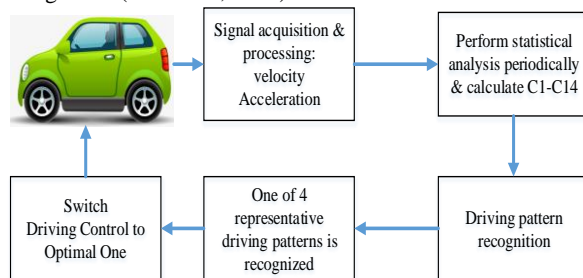 Signal acquisition &
processing:
velocity
Acceleration
Perform statistical
analysis periodically
& calculate C1-C14
Driving pattern
recognition
One of 4
representative
driving patterns is
recognized
Switch
Driving Control to
Optimal One